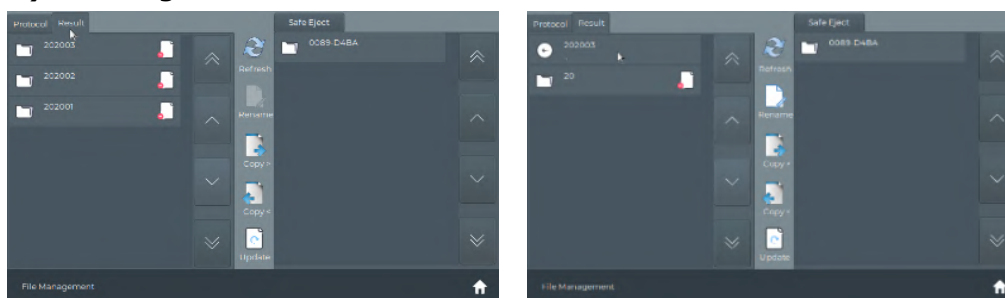 Protocol Result Safe Eject
202003
0089-D4BA
Refresh
202002
Rename
202001
Copy >
Copy <
Update
File Management
Protocol Result Safe Eject
202003
0089-D4BA
Refresh
20
Rename
Copy >
Copy <
Update
File Management